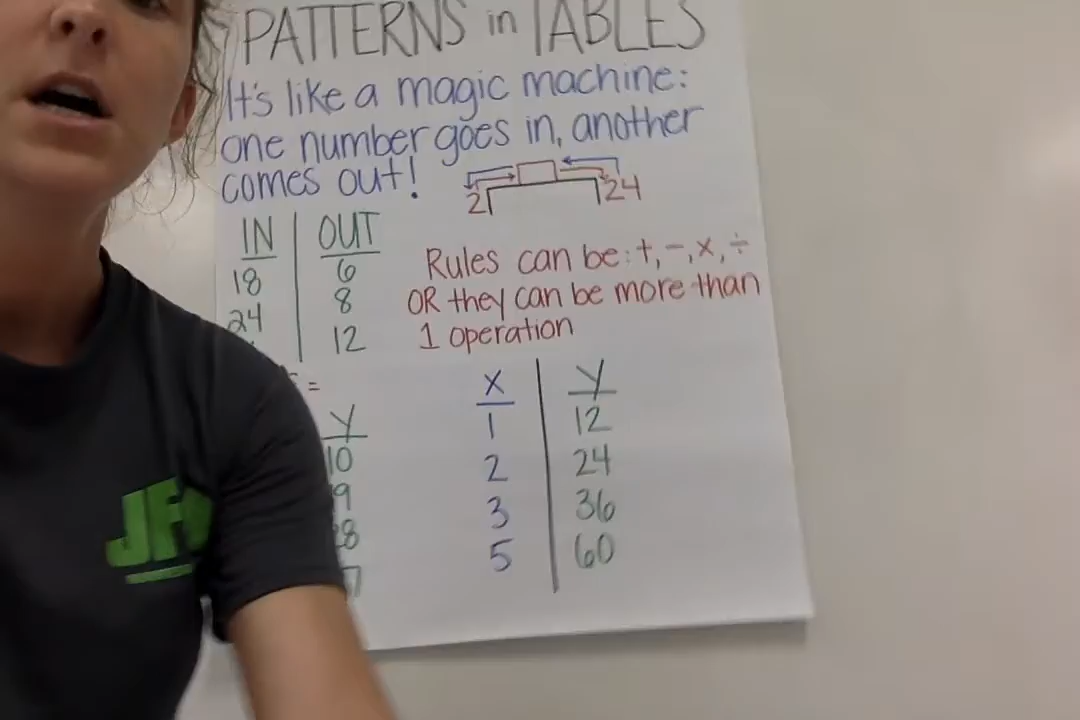 PATTERNS in TABLES
It's like a magic machine:
one number goes in, another
comes out!
2 24
IN OUT
18 6
24 8
12
Rules can be: +, -, x, ÷
OR they can be more than
1 operation
=
Y
10
19
28
X Y
1 12
2 24
3 36
5 60